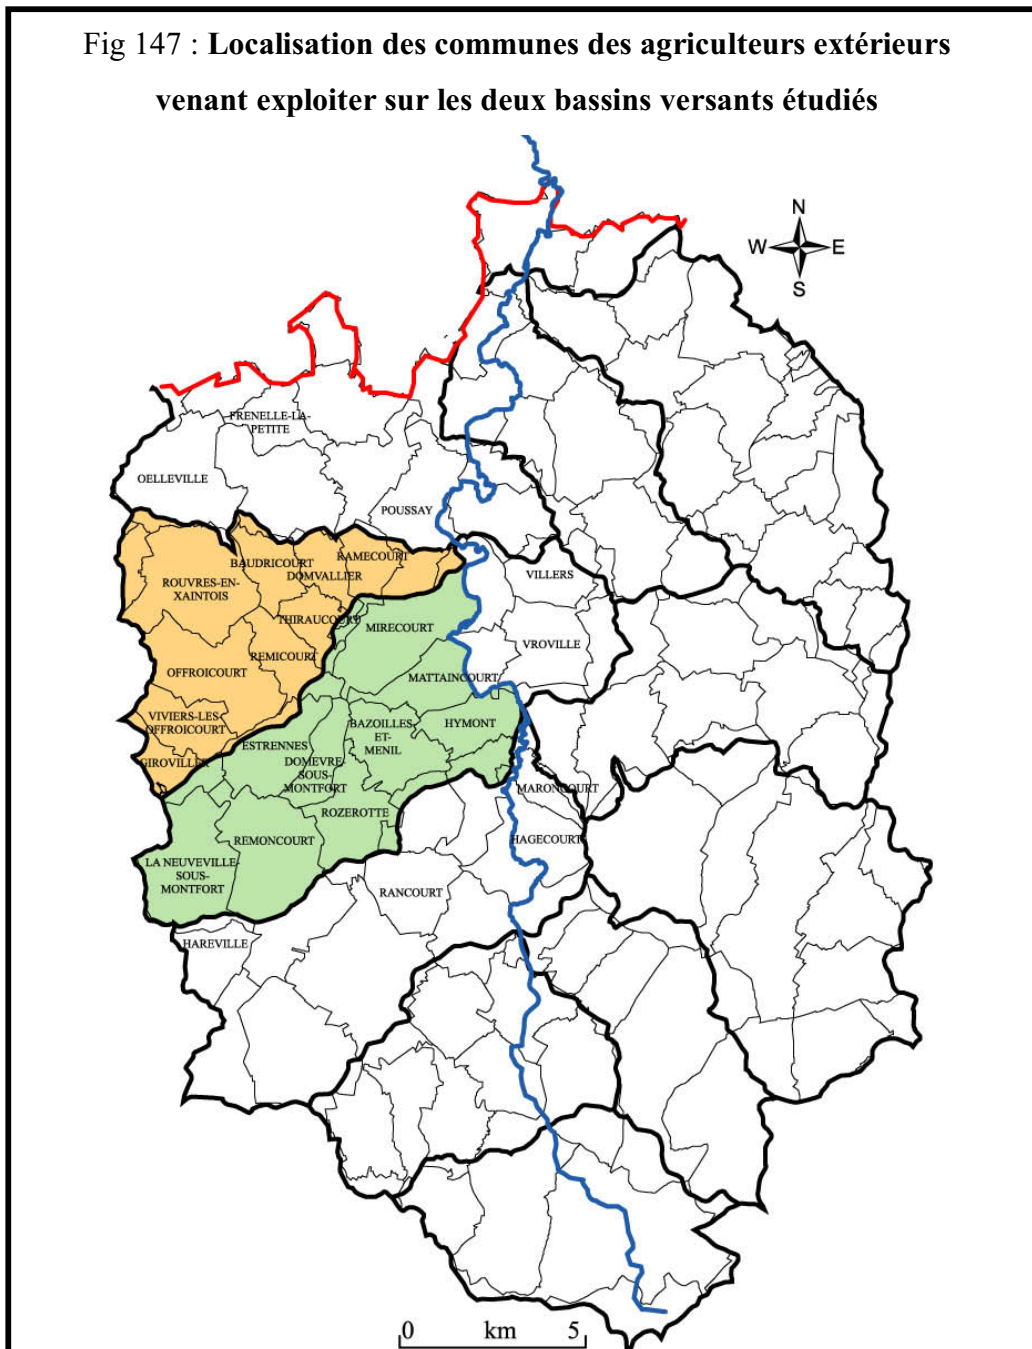 Fig 147 : Localisation des communes des agriculteurs extérieurs
venant exploiter sur les deux bassins versants étudiés
N
W E
S
FRENELLE-LA-
PETITE
OELLEVILLE
POUSSAY
RAMECOURT
BAUDRICOURT
DOMVALLIER
ROUVRES-EN-
XAINTOIS
VILLERS
THIRAUCOURT
MIRECOURT
VROVILLE
REMICOURT
OFFROICOURT
MATTAINCOURT
VIVIERS-LES
OFFROICOURT
BAZOILLES
ET-
MENIL
HYMONT
ESTRENNES
GIROVILLER
DOMEVRE-
SOUS-
MONTFORT
MARONCOURT
ROZEROTTE
REMONCOURT
HAGECOURT
LA NEUVEVILLE-
SOUS-
MONTFORT
RANCOURT
HAREVILLE
0 km 5